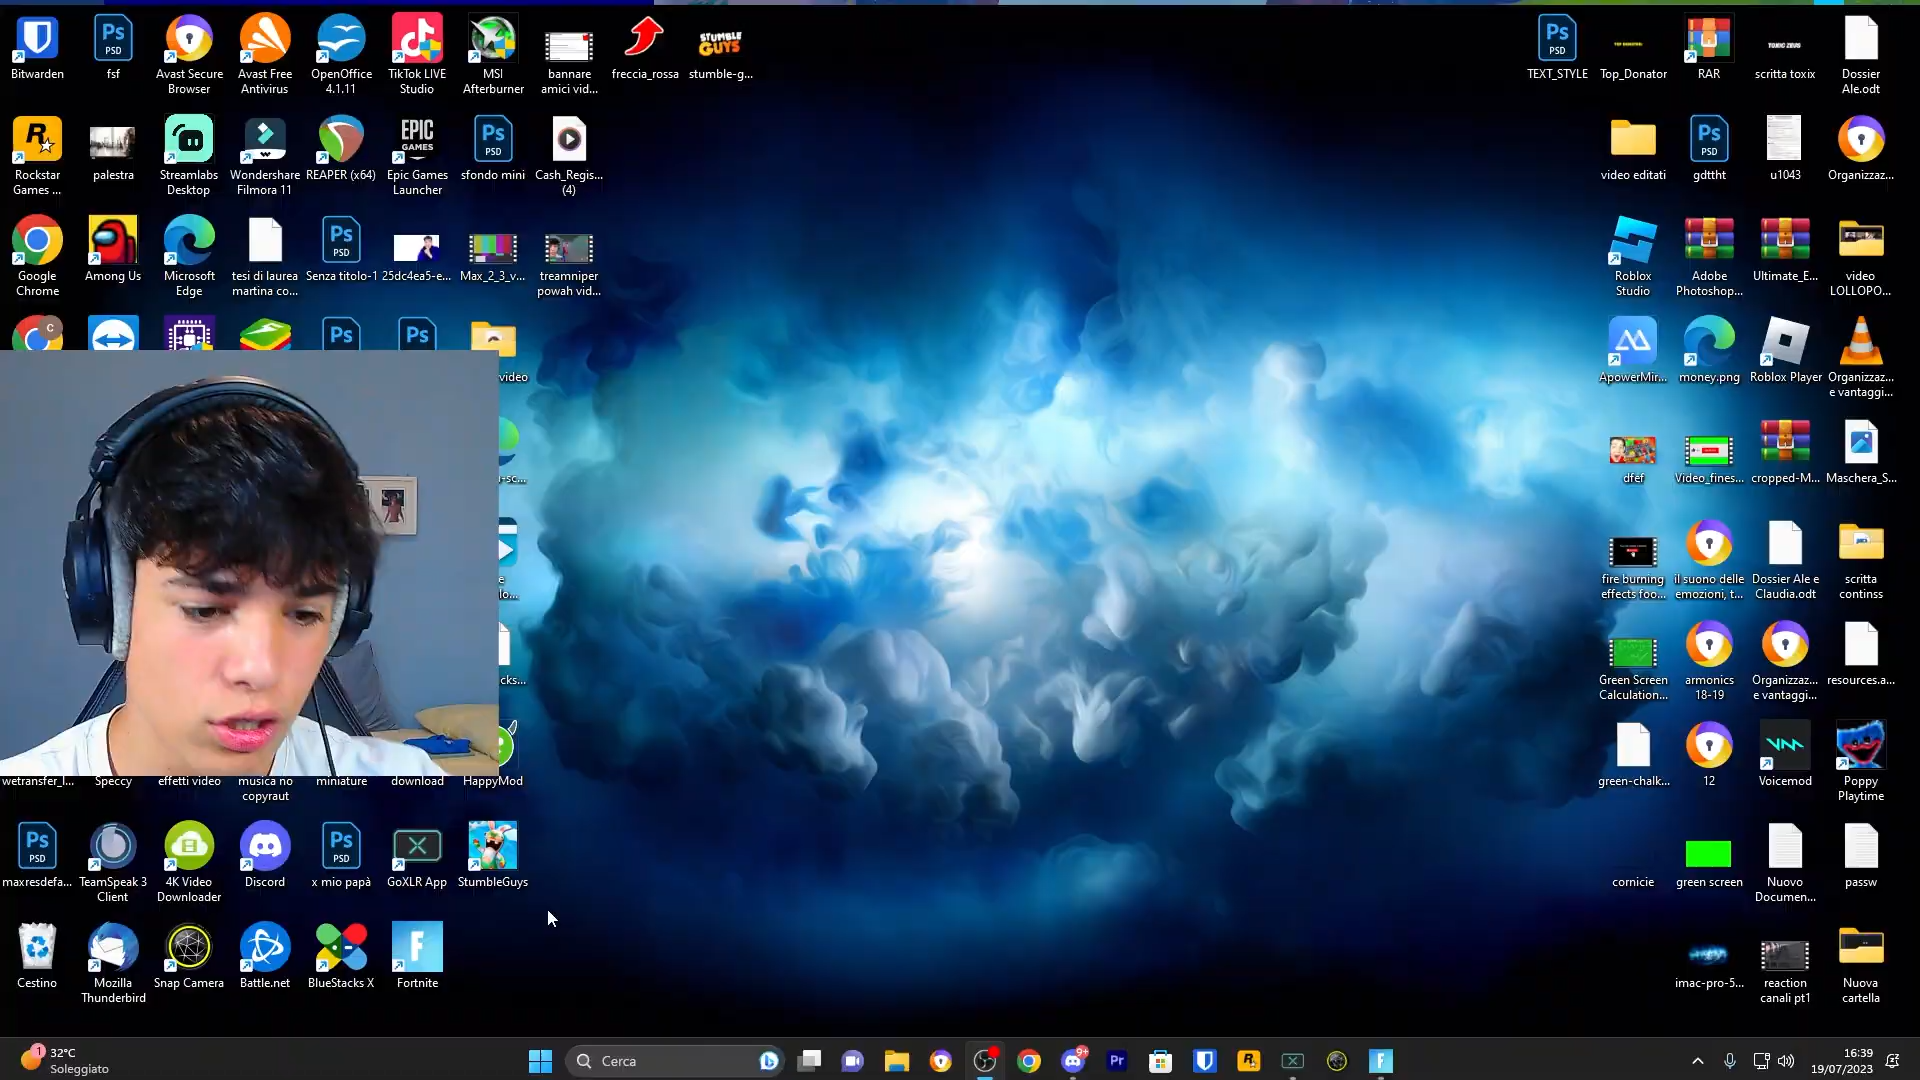 Bitwarden
fsf
Avast Secure
Browser
Avast Free
Antivirus
OpenOffice
4.1.11
TikTok LIVE
Studio
MSI
Afterburner
bannare
amici vid...
freccia_rossa
STUMBLE
GUYS
stumble-g...
Rockstar
Games ...
palestra
Streamlabs
Desktop
Wondershare
Filmora 11
REAPER (x64)
EPIC
GAMES
Epic Games
Launcher
sfondo mini
Cash_Regis...
(4)
Google
Chrome
Among Us
Microsoft
Edge
tesi di laurea
martina co...
Senza titolo-1
25dc4ea5-e...
Max_2_3_v...
treamniper
powah vid...
video
wetransfer_l...
Speccy
effetti video
musica no
copyraut
miniature
download
HappyMod
maxresdefa...
TeamSpeak 3
Client
4K Video
Downloader
Discord
x mio papà
GoXLR App
StumbleGuys
Cestino
Mozilla
Thunderbird
Snap Camera
Battle.net
BlueStacks X
Fortnite
TEXT_STYLE
Top_Donator
RAR
TOXIC ZEUS
scritta toxix
Dossier
Ale.odt
video editati
gdttht
u1043
Organizzaz...
Roblox
Studio
Adobe
Photoshop...
Ultimate_E...
video
LOLLOPO...
ApowerMir...
money.png
Roblox Player
Organizzaz...
e vantaggi...
dfef
Video_fines...
cropped-M...
Maschera_S...
fire burning
effects foo...
il suono delle
emozioni, t...
Dossier Ale e
Claudia.odt
scritta
continss
Green Screen
Calculation...
armonics
18-19
Organizzaz...
e vantaggi...
resources.a...
green-chalk...
12
Voicemod
Poppy
Playtime
cornicie
green screen
Nuovo
Documen...
passw
imac-pro-5...
reaction
canali pt1
Nuova
cartella
1
32°C
Soleggiato
Cerca
9+
Pr
16:39
19/07/2023